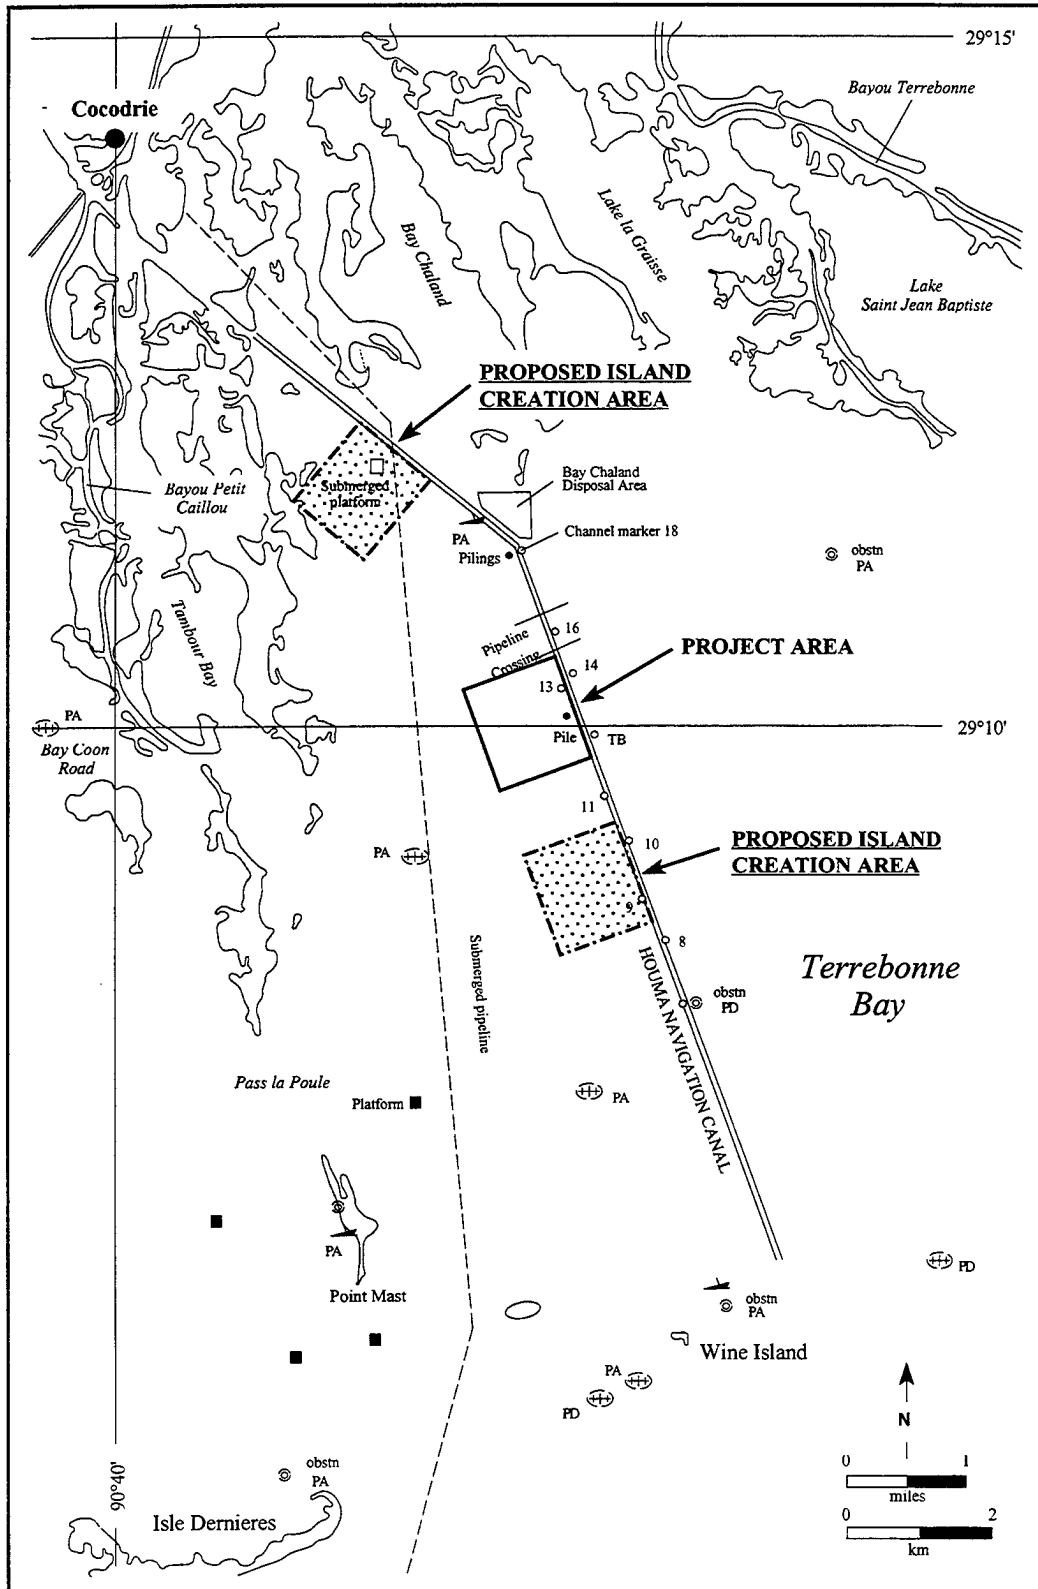 29°15'
Cocodrie
Bayou Terrebonne
Lake la Graisse
Bay Chaland
Lake
Saint Jean Baptiste
PROPOSED ISLAND
CREATION AREA
Bayou Petit
Caillou
Submerged
platform
Bay Chaland
Disposal Area
PA
Channel marker 18
Pilings
obstn
PA
Tambour Bay
Pipeline
Crossing
16
14
13
PROJECT AREA
PA
Bay Coon
Road
Pile
TB
29°10'
11
10
PA
PROPOSED ISLAND
CREATION AREA
9
8
Submerged pipeline
HOUMA NAVIGATION CANAL
Terrebonne
Bay
obstn
PD
Pass la Poule
Platform
PA
PA
Point Mast
PD
obstn
PA
Wine Island
PA
PD
N
0 1
miles
0 2
km
90°40'
obstn
PA
Isle Dernieres